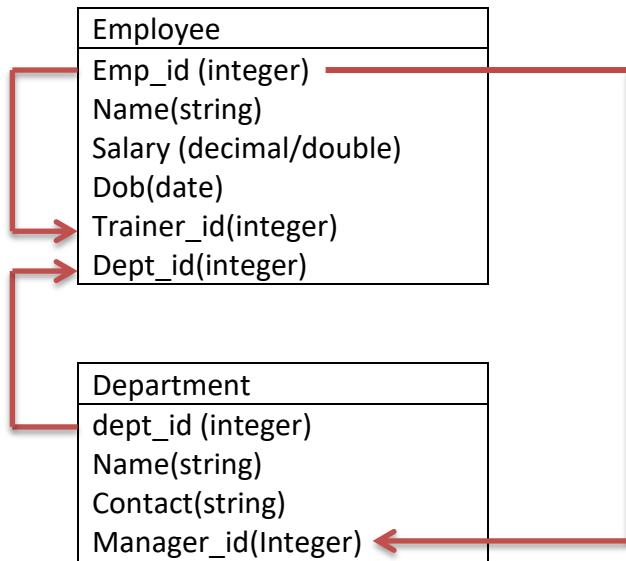 Employee
Emp_id (integer)
Name(string)
Salary (decimal/double)
Dob(date)
Trainer_id(integer)
Dept_id(integer)
Department
dept_id (integer)
Name(string)
Contact(string)
Manager_id(Integer)